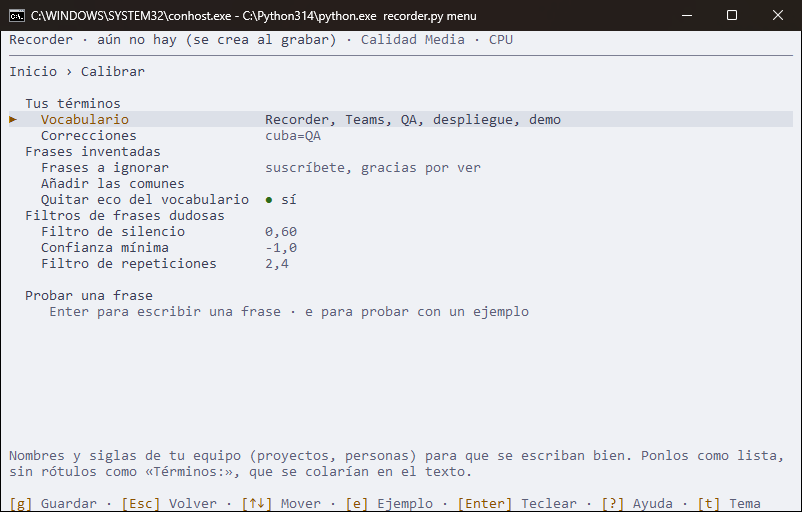 C:\WINDOWS\SYSTEM32\conhost.exe - C:\Python314\python.exe recorder.py menu
Recorder · aún no hay (se crea al grabar) · Calidad Media · CPU
Inicio › Calibrar
Tus términos
► Vocabulario Recorder, Teams, QA, despliegue, demo
Correcciones cuba=QA
Frases inventadas
Frases a ignorar suscríbete, gracias por ver
Añadir las comunes
Quitar eco del vocabulario ● sí
Filtros de frases dudosas
Filtro de silencio 0,60
Confianza mínima -1,0
Filtro de repeticiones 2,4
Probar una frase
Enter para escribir una frase · e para probar con un ejemplo
Nombres y siglas de tu equipo (proyectos, personas) para que se escriban bien. Ponlos como lista,
sin rótulos como «Términos:», que se colarían en el texto.
[g] Guardar · [Esc] Volver · [↑↓] Mover · [e] Ejemplo · [Enter] Teclear · [?] Ayuda · [t] Tema